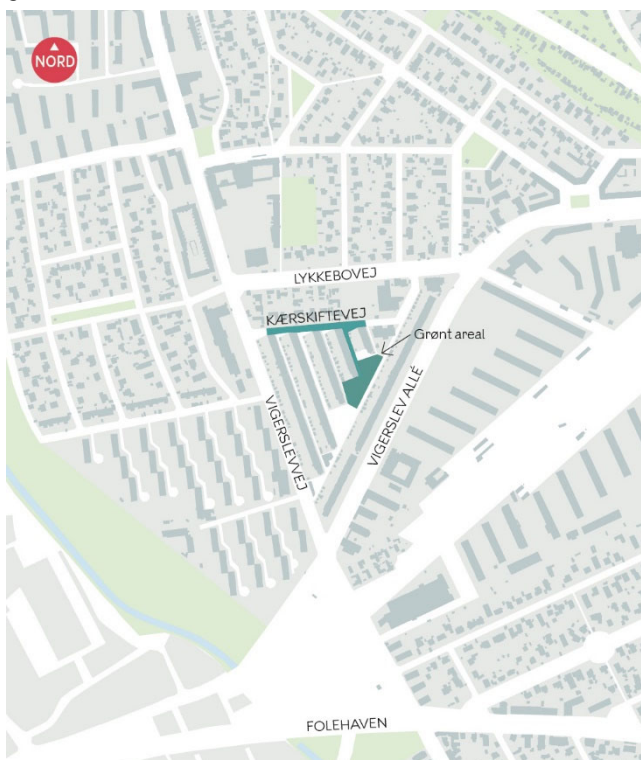 NORD
LYKKEBOVEJ
KÆRSKIFTEVEJ
Grønt areal
VIGERSLEVVEJ
VIGERSLEV ALLÉ
FOLEHAVEN